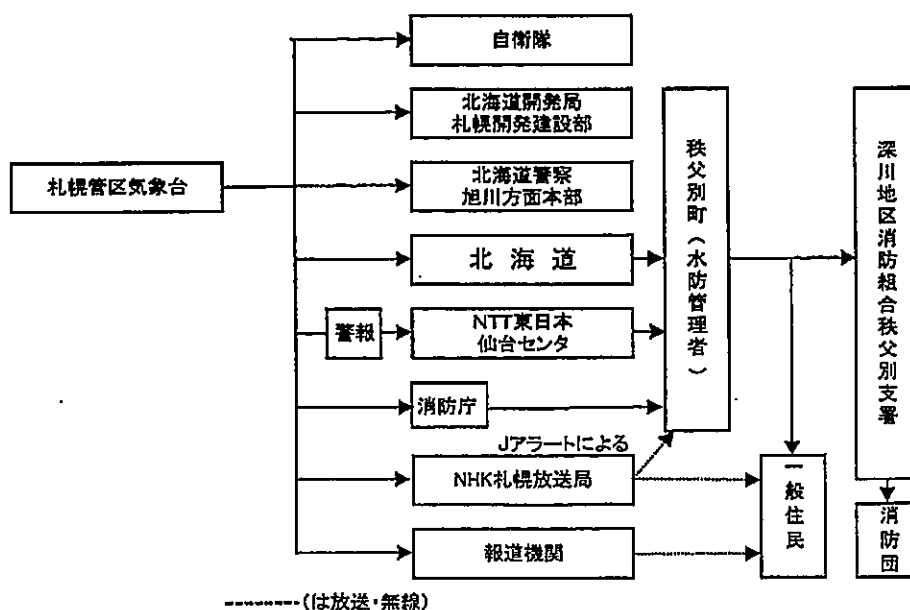 自衛隊
北海道開発局
札幌開発建設部
札幌管区気象台
北海道警察
旭川方面本部
北海道
警報
NTT東日本
仙台センタ
消防庁
Jアラートによる
NHK札幌放送局
報道機関
秩父別町(水防管理者)
一般住民
深川地区消防組合秩父別支署
消防団
---------(は放送・無線)